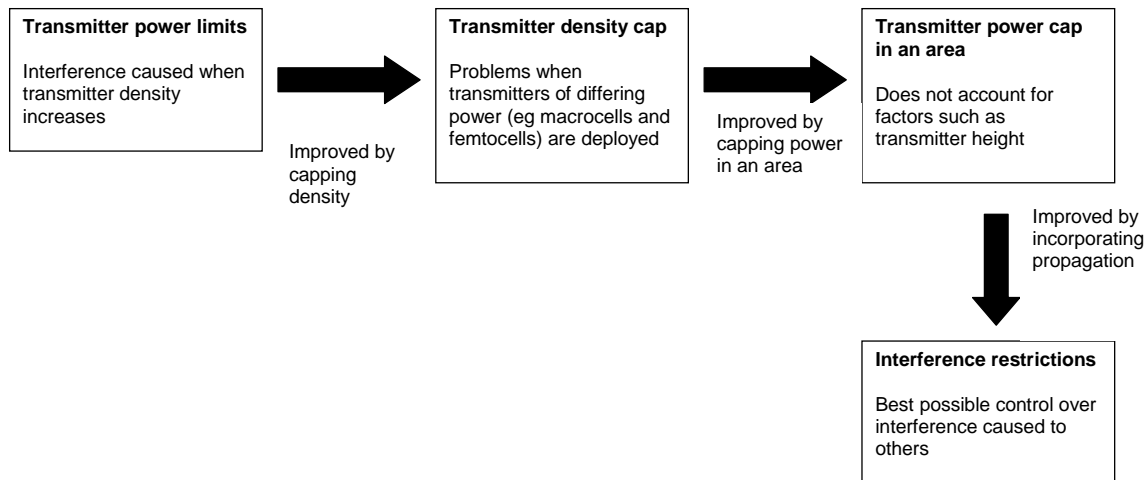 Transmitter power limits
Interference caused when
transmitter density
increases
Improved by
capping
density
Transmitter density cap
Problems when
transmitters of differing
power (eg macrocells and
femtocells) are deployed
Improved by
capping power
in an area
Transmitter power cap
in an area
Does not account for
factors such as
transmitter height
Improved by
incorporating
propagation
Interference restrictions
Best possible control over
interference caused to
others